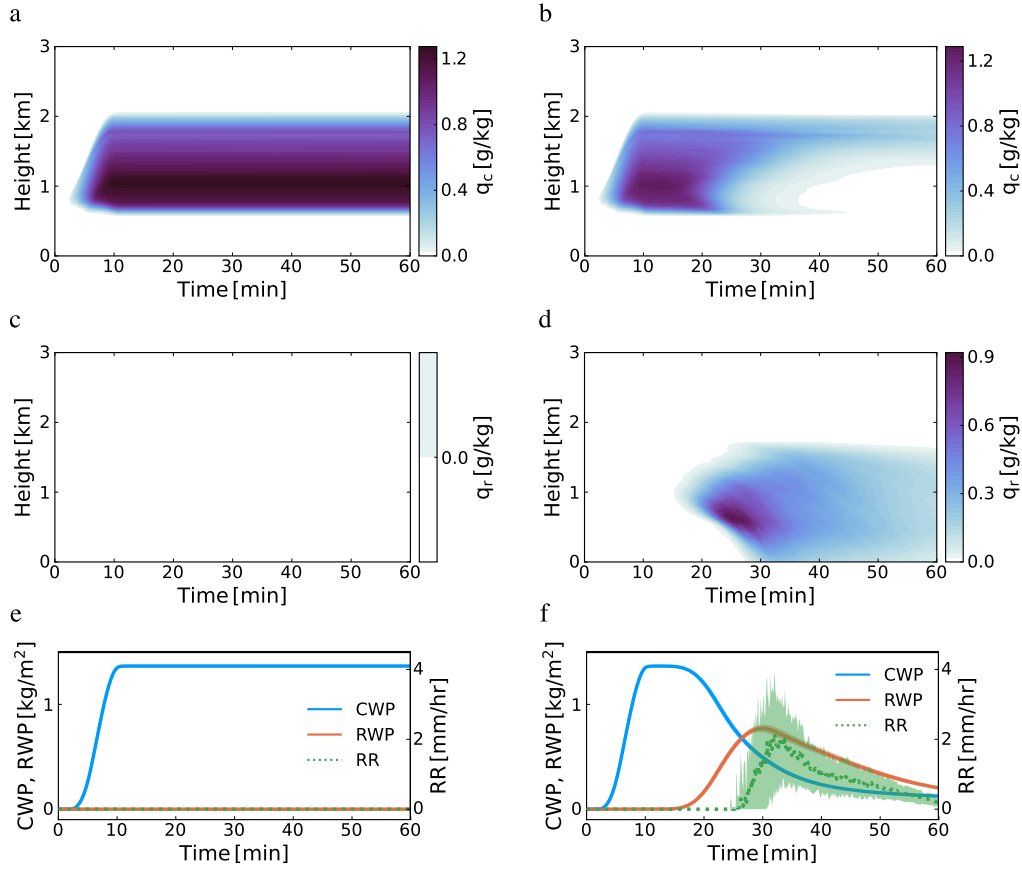 a
b
3
2
1
0
Height [km]
0 10 20 30 40 50 60
Time [min]
1.2
0.8
0.4
0.0
q_c [g/kg]
3
2
1
0
Height [km]
0 10 20 30 40 50 60
Time [min]
1.2
0.8
0.4
0.0
q_c [g/kg]
c
d
3
2
1
0
Height [km]
0 10 20 30 40 50 60
Time [min]
0.0
q_r [g/kg]
3
2
1
0
Height [km]
0 10 20 30 40 50 60
Time [min]
0.9
0.6
0.3
0.0
q_r [g/kg]
e
f
1
0
CWP, RWP [kg/m²]
0 10 20 30 40 50 60
Time [min]
4
2
0
RR [mm/hr]
CWP
RWP
RR
1
0
CWP, RWP [kg/m²]
0 10 20 30 40 50 60
Time [min]
4
2
0
RR [mm/hr]
CWP
RWP
RR